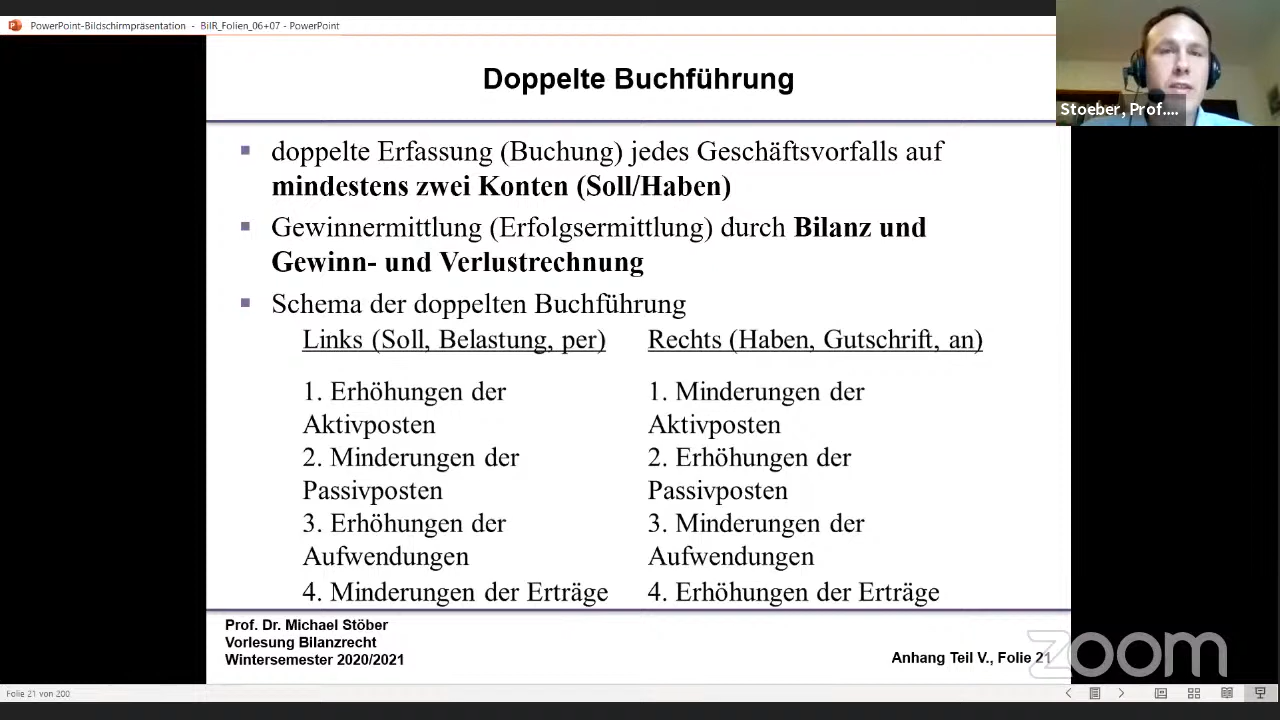 PowerPoint-Bildschirmpräsentation - BilR_Folien_06+07 - PowerPoint
Stoeber, Prof....
Doppelte Buchführung
doppelte Erfassung (Buchung) jedes Geschäftsvorfalls auf
mindestens zwei Konten (Soll/Haben)
Gewinnermittlung (Erfolgsermittlung) durch Bilanz und
Gewinn- und Verlustrechnung
Schema der doppelten Buchführung
Links (Soll, Belastung, per)
1. Erhöhungen der
Aktivposten
2. Minderungen der
Passivposten
3. Erhöhungen der
Aufwendungen
4. Minderungen der Erträge
Rechts (Haben, Gutschrift, an)
1. Minderungen der
Aktivposten
2. Erhöhungen der
Passivposten
3. Minderungen der
Aufwendungen
4. Erhöhungen der Erträge
Prof. Dr. Michael Stöber
Vorlesung Bilanzrecht
Wintersemester 2020/2021
Anhang Teil V., Folie 21
zoom
Folie 21 von 200